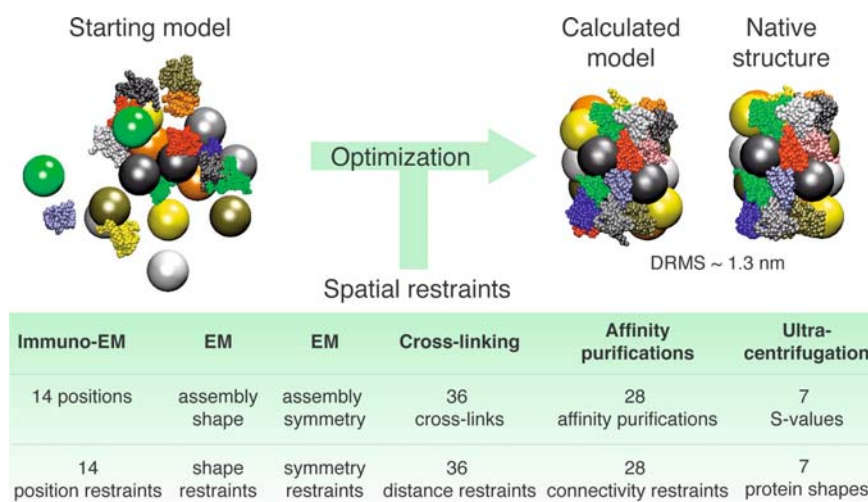 Starting model
Calculated
model
Native
structure
Optimization
DRMS ~ 1.3 nm
Spatial restraints
Immuno-EM EM EM Cross-linking Affinity
purifications Ultra-
centrifugation
14 positions assembly
shape assembly
symmetry 36
cross-links 28
affinity purifications 7
S-values
14
position restraints shape
restraints symmetry
restraints 36
distance restraints 28
connectivity restraints 7
protein shapes